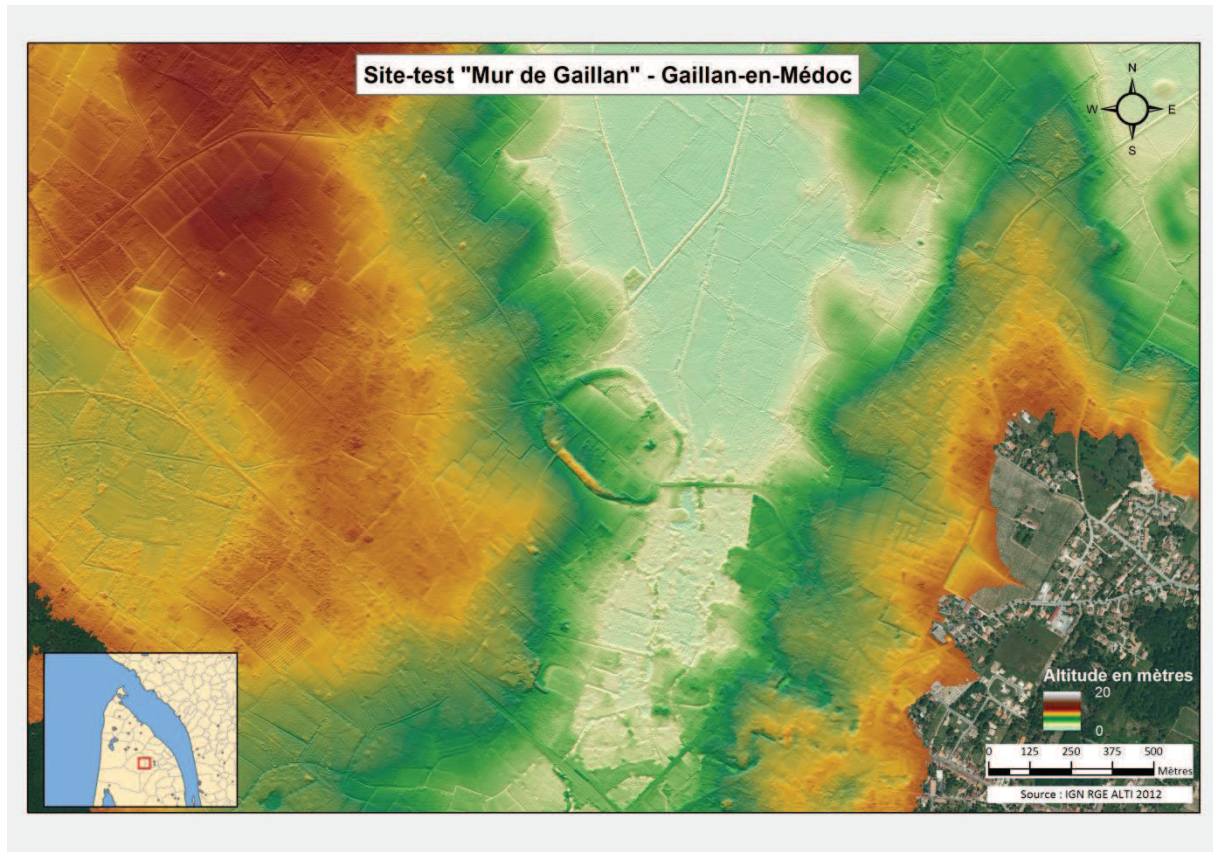 Site-test "Mur de Gaillan" - Gaillan-en-Médoc
N
W E
S
Altitude en mètres
20
0
0 125 250 375 500
Mètres
Source : IGN RGE ALTI 2012